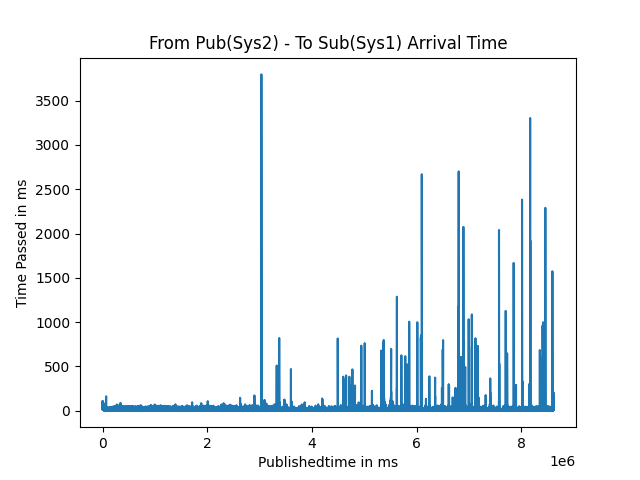 From Pub(Sys2) - To Sub(Sys1) Arrival Time
Time Passed in ms
3500
3000
2500
2000
1500
1000
500
0
0 2 4 6 8
1e6
Publishedtime in ms